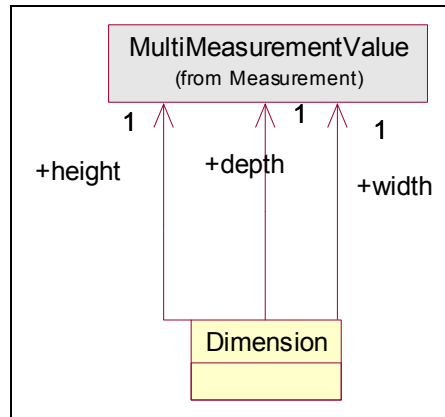 MultiMeasurementValue
(from Measurement)
1
1
1
+height
+depth
+width
Dimension